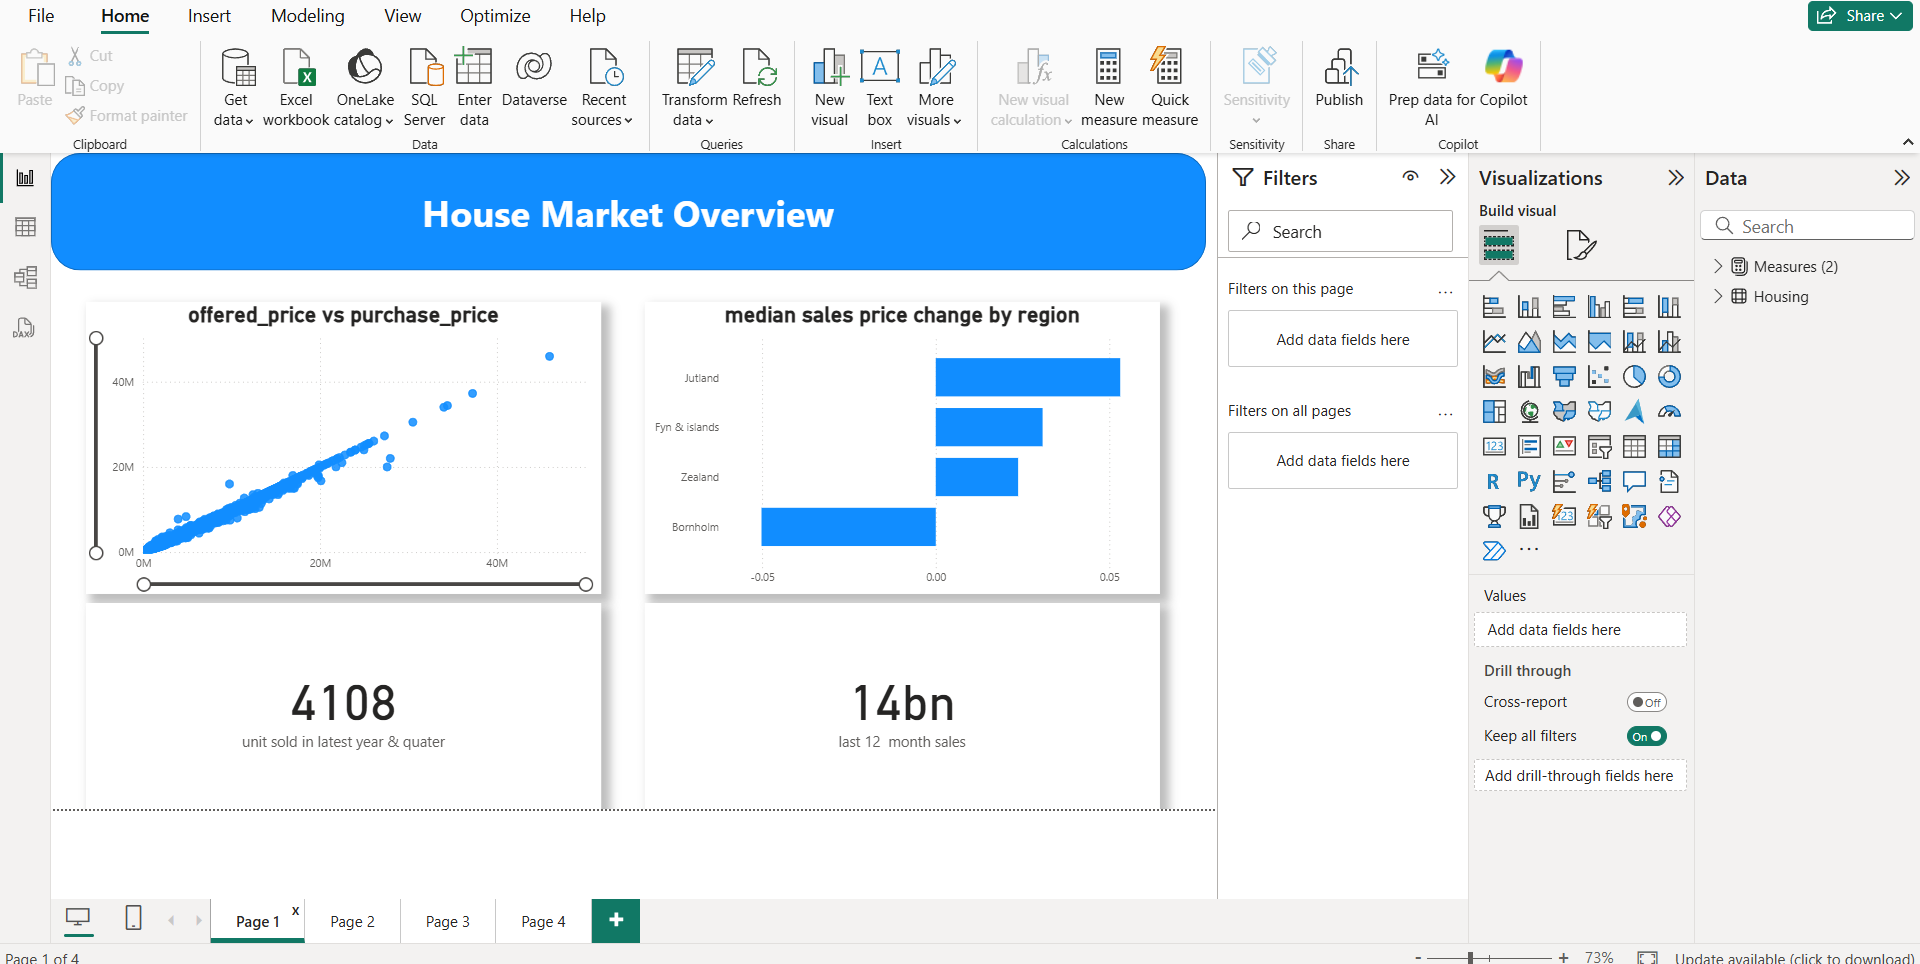 File Home Insert Modeling View Optimize Help Share
Paste
Cut
Copy
Format painter
Clipboard
Get data
Excel workbook
OneLake catalog
SQL Server
Enter data
Dataverse
Recent sources
Data
Transform data
Refresh
Queries
New visual
Text box
More visuals
Insert
New visual calculation
New measure
Quick measure
Calculations
Sensitivity
Sensitivity
Publish
Share
Prep data for AI
Copilot
Copilot
House Market Overview
offered_price vs purchase_price
40M
20M
0M
0M 20M 40M
median sales price change by region
Jutland
Fyn & islands
Zealand
Bornholm
-0.05 0.00 0.05
4108
unit sold in latest year & quater
14bn
last 12 month sales
Filters
Search
Filters on this page ...
Add data fields here
Filters on all pages ...
Add data fields here
Visualizations
Build visual
123
R Py
123
...
Values
Add data fields here
Drill through
Cross-report Off
Keep all filters On
Add drill-through fields here
Data
Search
Measures (2)
Housing
DAX
Page 1 x Page 2 Page 3 Page 4 +
Page 1 of 4
- + 73% Update available (click to download)